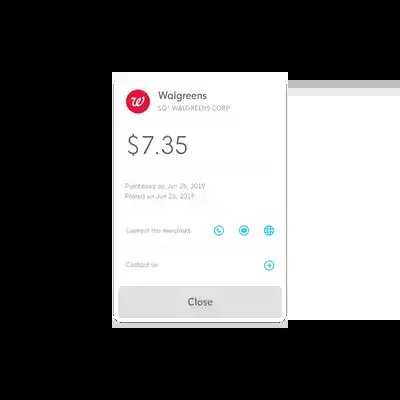 Walgreens
SQ* WALGREENS CORP
$7.35
Purchased on Jun 25, 2019
Posted on Jun 26, 2019
Contact the merchant
Contact us
Close